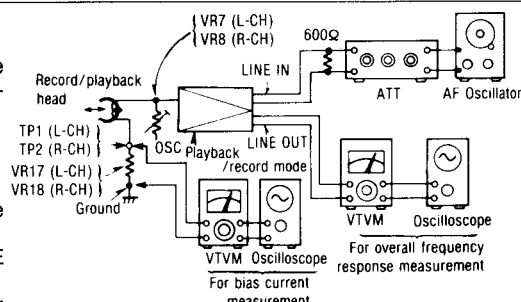 VR7 (L-CH)
VR8 (R-CH)
600Ω
LINE IN
ATT
AF Oscillator
Record/playback
head
OSC
Playback
/record mode
LINE OUT
TP1 (L-CH)
TP2 (R-CH)
VR17 (L-CH)
VR18 (R-CH)
Ground
VTVM
Oscilloscope
For bias current
measurement
VTVM
Oscilloscope
For overall frequency
response measurement
e
e
E